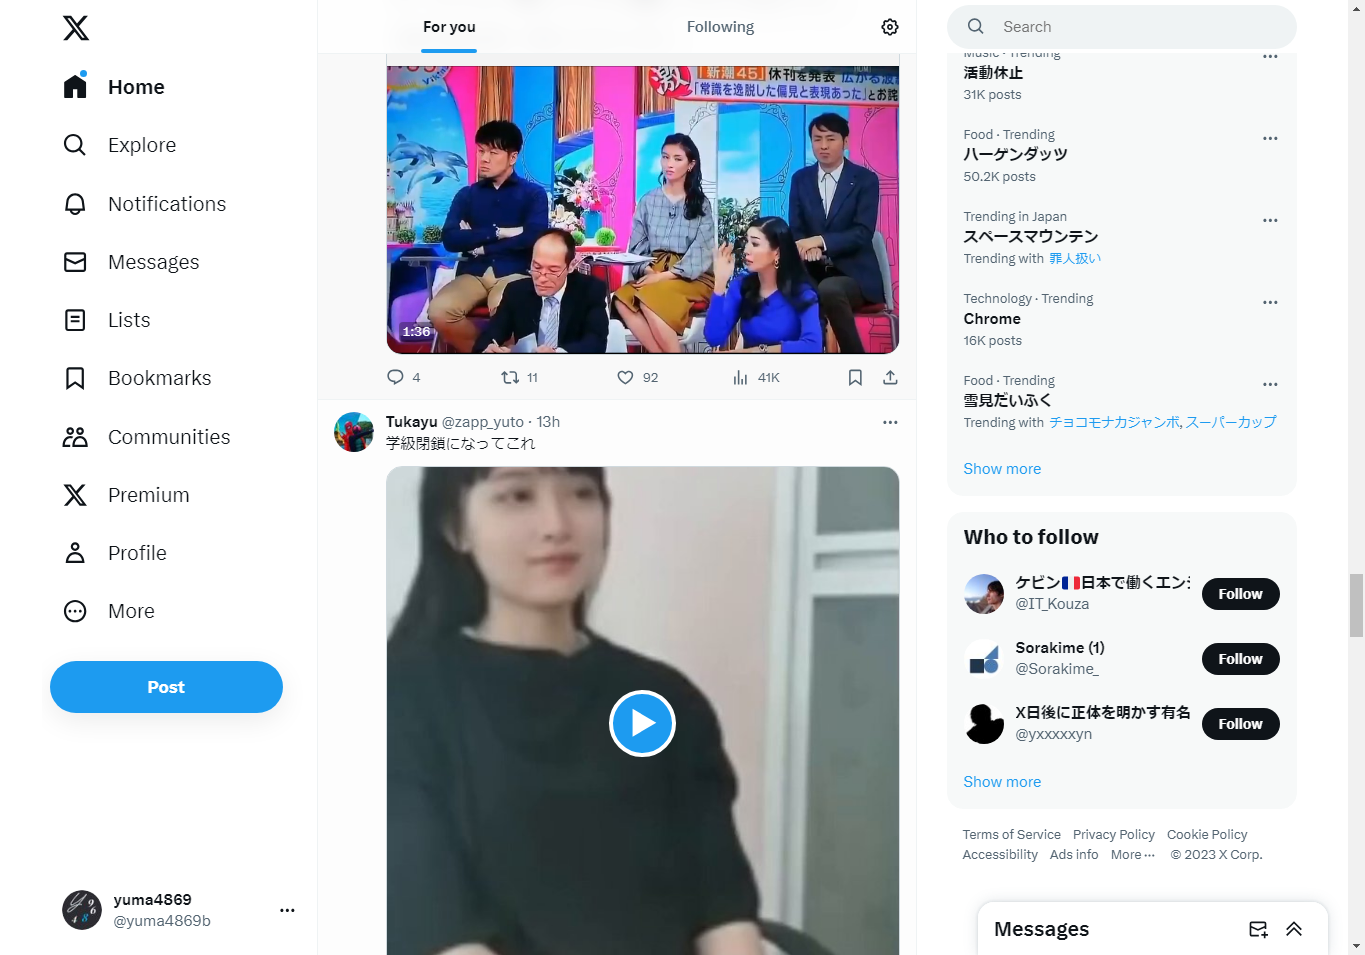 Home
Explore
Notifications
Messages
Lists
Bookmarks
Communities
Premium
Profile
More
Post
yuma4869
@yuma4869b
For you
Following
「新潮45」休刊を発表 広がる波
「常識を逸脱した偏見と表現あった」とお詫
1:36
4
11
92
41K
Tukayu @zapp_yuto · 13h
学級閉鎖になってこれ
Search
Music · Trending
活動休止
31K posts
Food · Trending
ハーゲンダッツ
50.2K posts
Trending in Japan
スペースマウンテン
Trending with 罪人扱い
Technology · Trending
Chrome
16K posts
Food · Trending
雪見だいふく
Trending with チョコモナカジャンボ, スーパーカップ
Show more
Who to follow
ケビン🇫🇷日本で働くエンジ
@IT_Kouza
Follow
Sorakime (1)
@Sorakime_
Follow
X日後に正体を明かす有名
@yxxxxxyn
Follow
Show more
Terms of Service Privacy Policy Cookie Policy
Accessibility Ads info More ··· © 2023 X Corp.
Messages